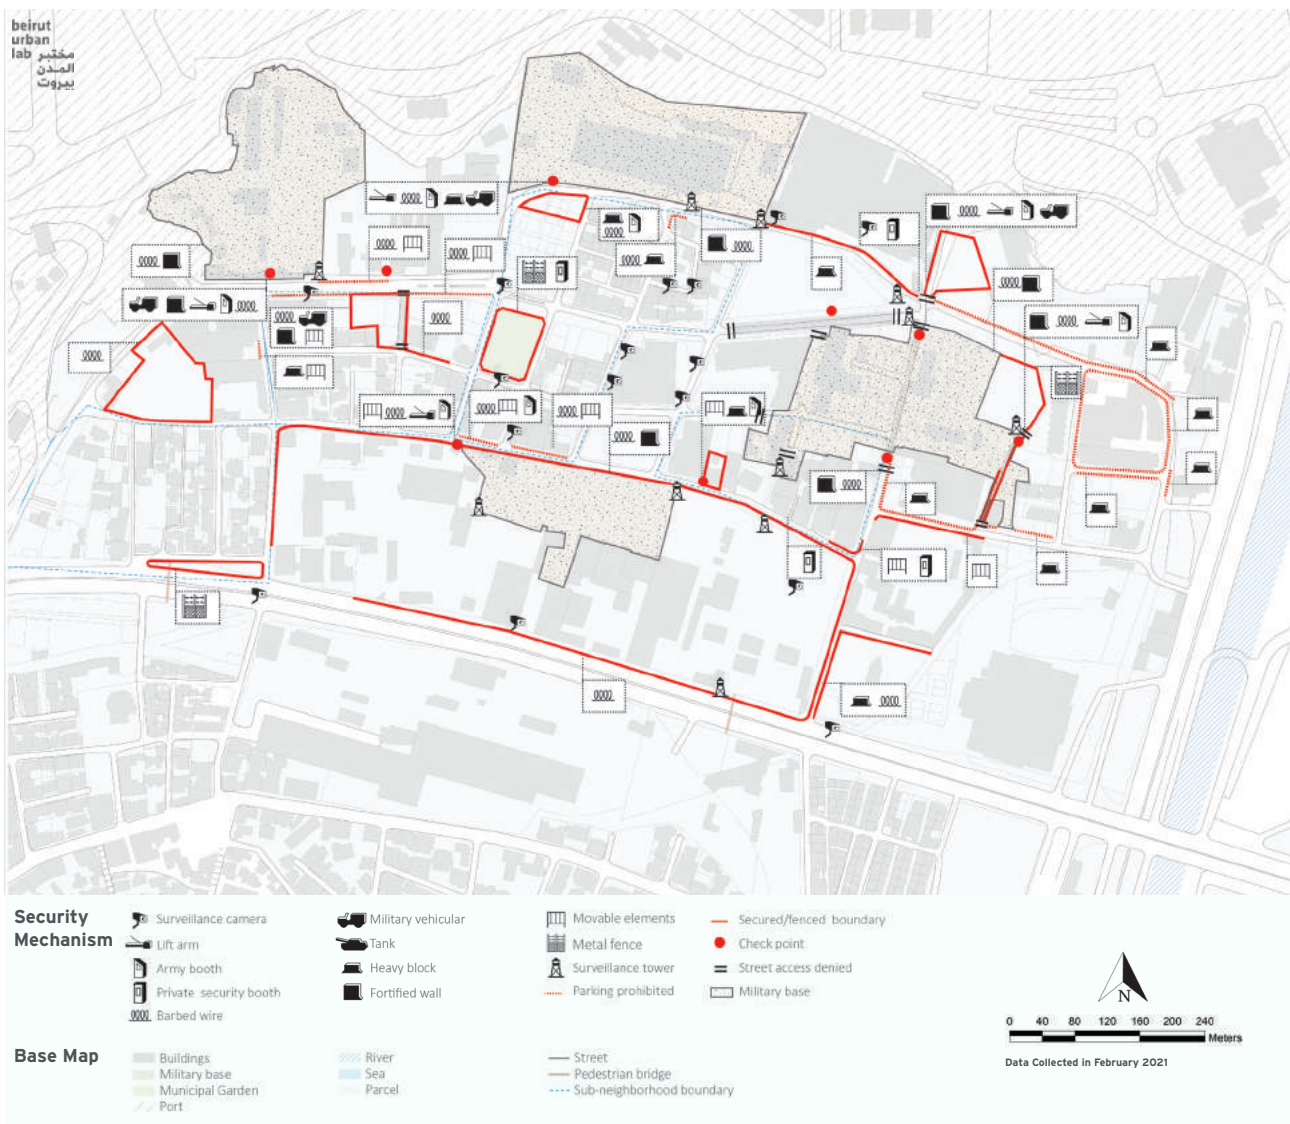 beirut
urban
lab مختبر
المدن
بيروت
Security
Mechanism
Surveillance camera
Lift arm
Army booth
Private security booth
Barbed wire
Military vehicular
Tank
Heavy block
Fortified wall
Movable elements
Metal fence
Surveillance tower
Parking prohibited
Secured/fenced boundary
Check point
Street access denied
Military base
N
0 40 80 120 160 200 240
Meters
Data Collected in February 2021
Base Map
Buildings
Military base
Municipal Garden
Port
River
Sea
Parcel
Street
Pedestrian bridge
Sub-neighborhood boundary